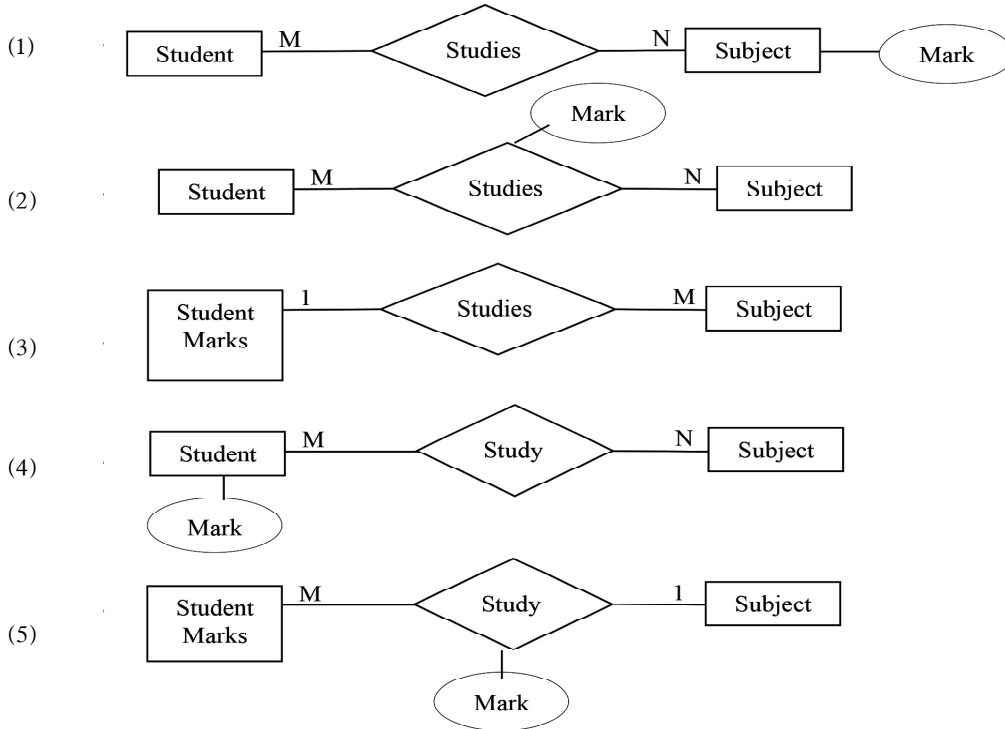 (1) Student M Studies N Subject Mark
Mark
(2) Student M Studies N Subject
(3) Student Marks 1 Studies M Subject
(4) Student M Study N Subject
Mark
(5) Student Marks M Study 1 Subject
Mark